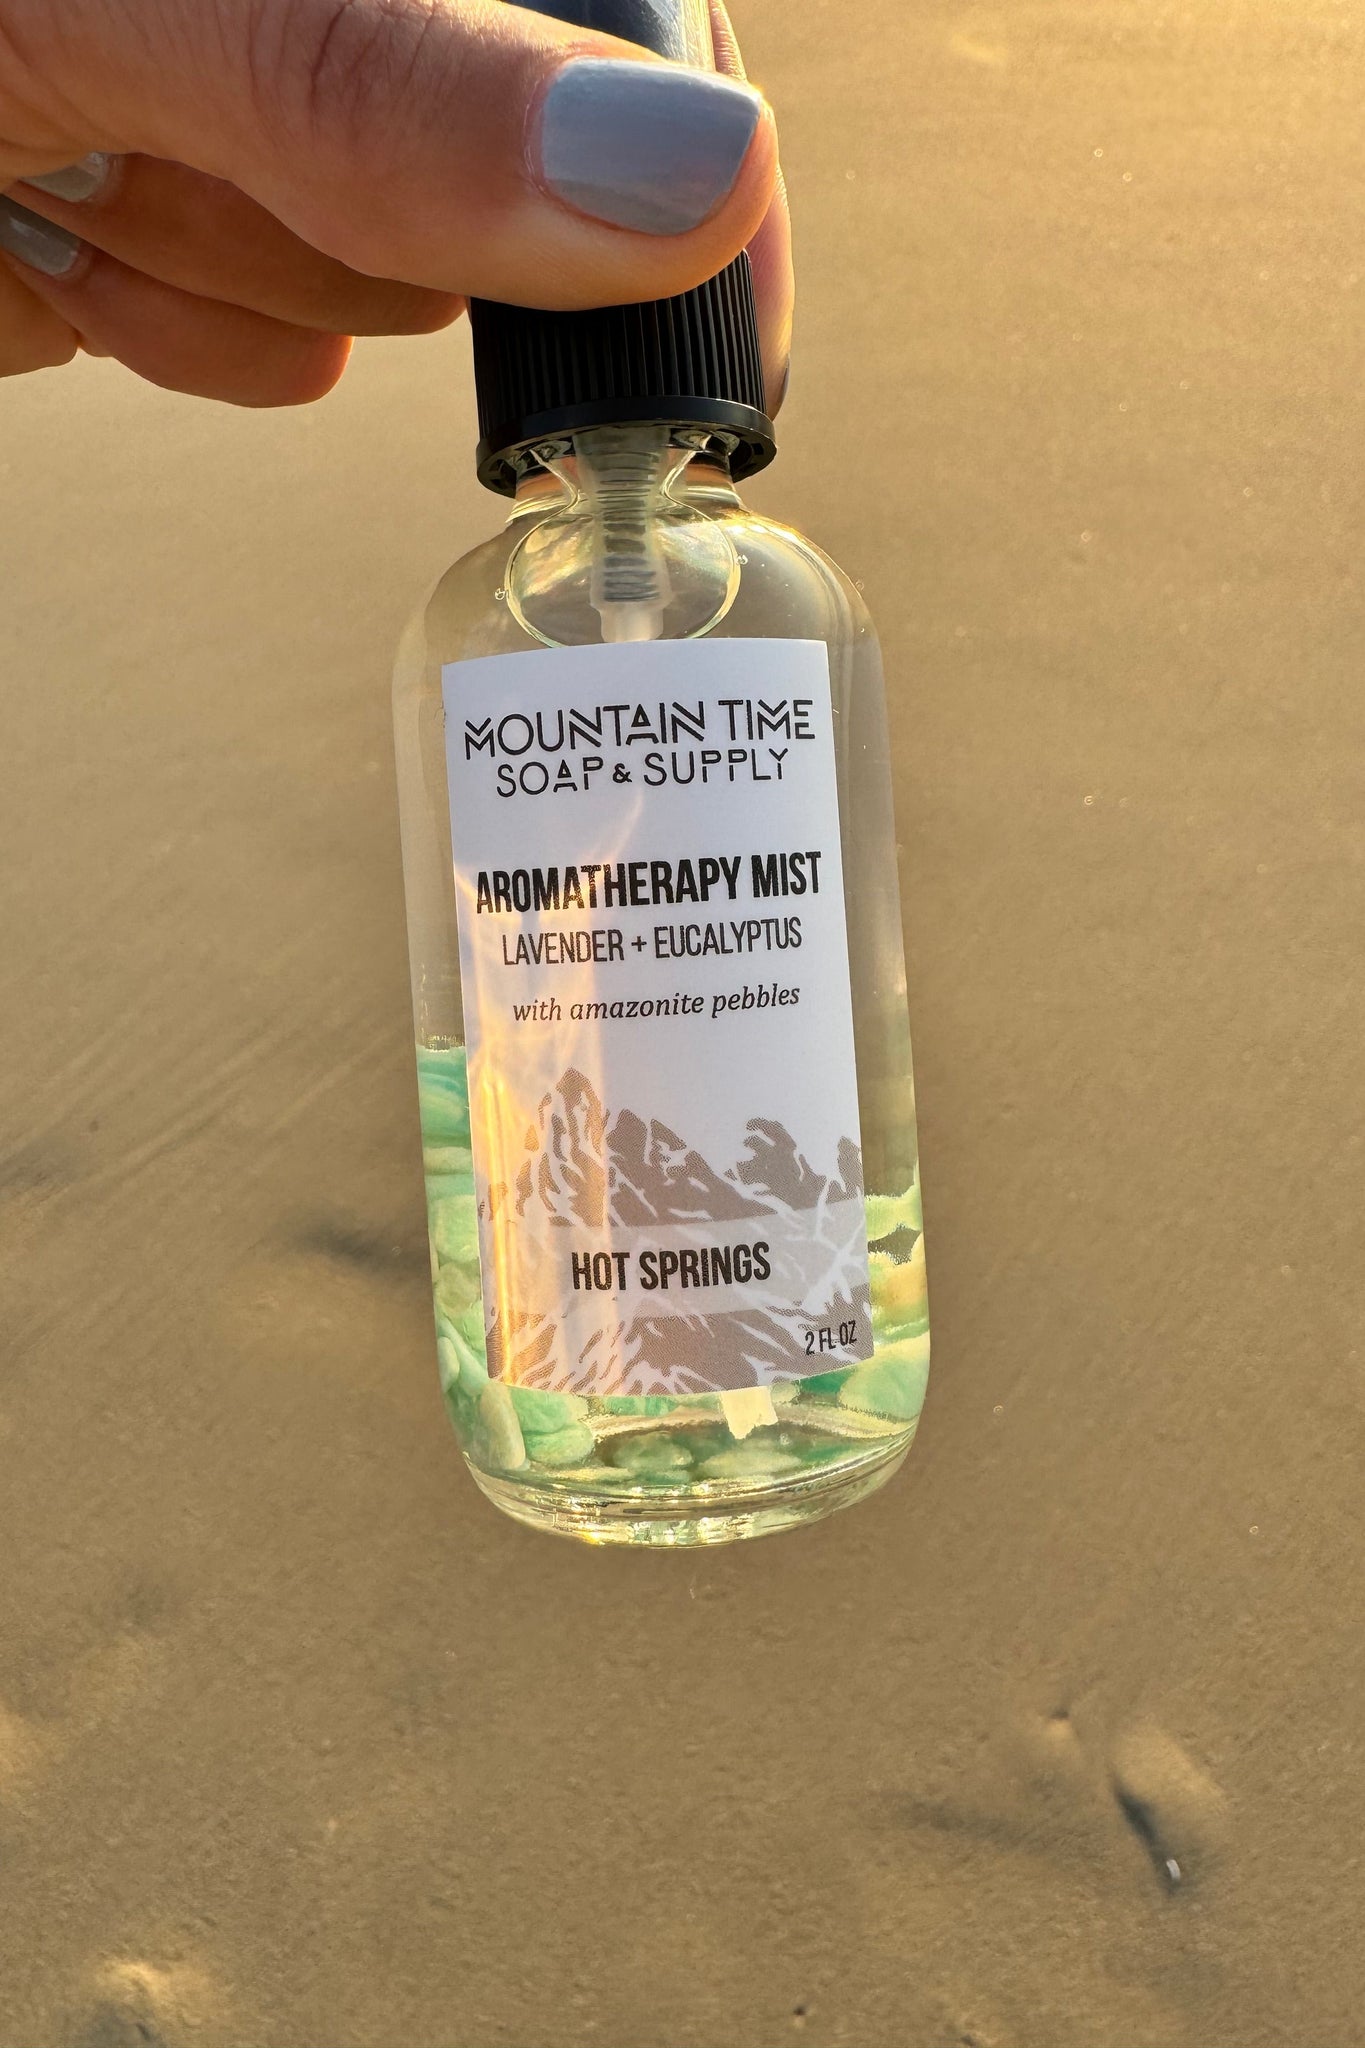 MOUNTAIN TIME
SOAP & SUPPLY
AROMATHERAPY MIST
LAVENDER + EUCALYPTUS
with amazonite pebbles
HOT SPRINGS
2 FL OZ